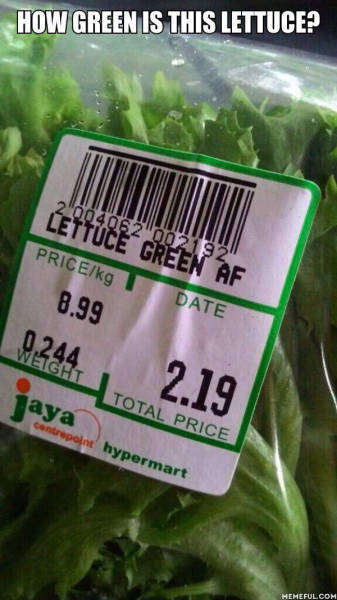 HOW GREEN IS THIS LETTUCE?
2 004062 002192
LETTUCE GREEN AF
PRICE/kg
DATE
8.99
0.244
WEIGHT
2.19
TOTAL PRICE
jaya
centrepoint
hypermart
MEMEFUL.COM